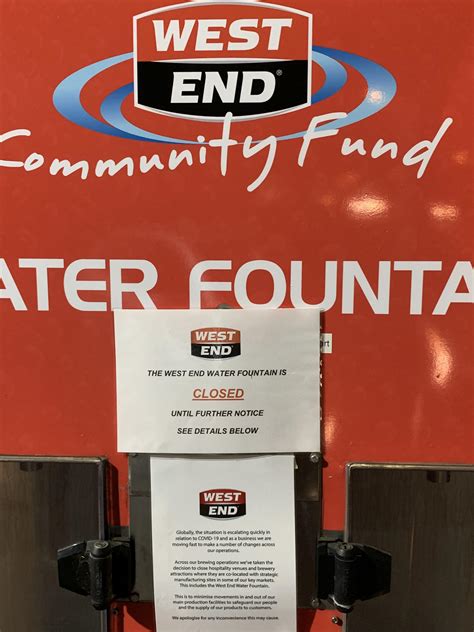 WEST
END®
Community Fund
ATER FOUNTA
WEST
END
art
THE WEST END WATER FOUNTAIN IS
CLOSED
UNTIL FURTHER NOTICE
SEE DETAILS BELOW
WEST
END
Globally, the situation is escalating quickly in
relation to COVID-19 and as a business we are
moving fast to make a number of changes across
our operations.
Across our brewing operations we've taken the
decision to close hospitality venues and brewery
attractions where they are co-located with strategic
manufacturing sites in some of our key markets.
This includes the West End Water Fountain.
This is to minimise movements in and out of our
main production facilities to safeguard our people
and the supply of our products to customers.
We apologise for any inconvenience this may cause.